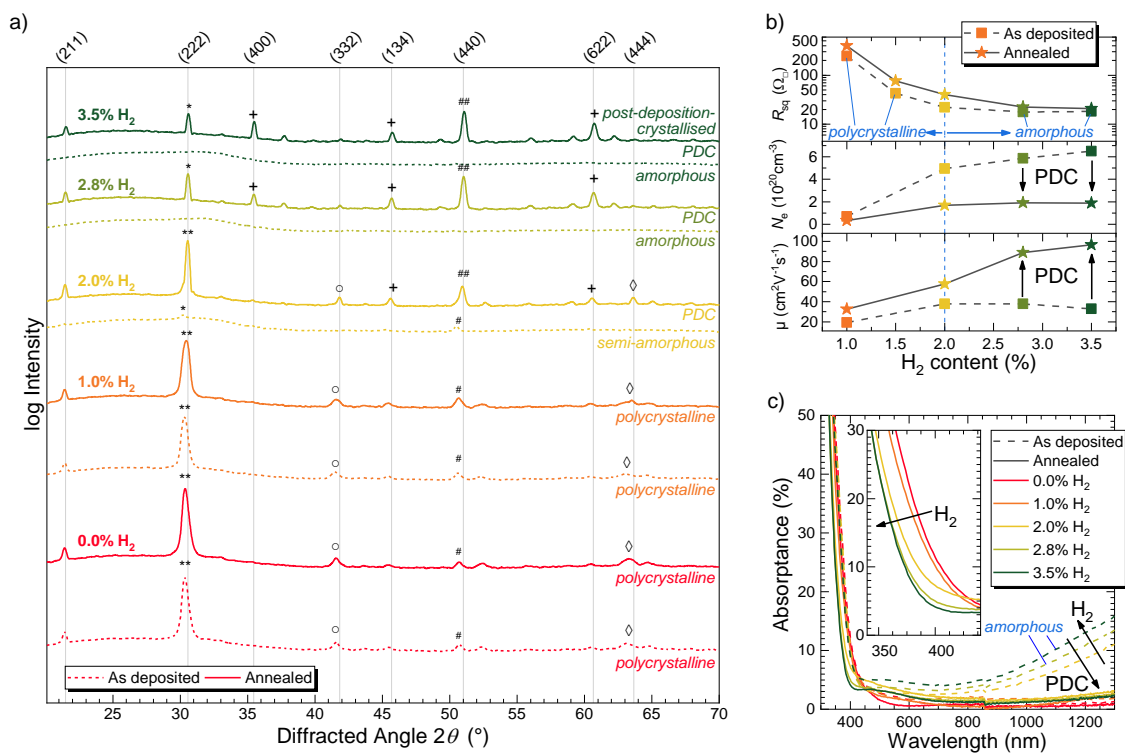 a)
(211) (222) (400) (332) (134) (440) (622) (444)
3.5% H₂ * + + ## + post-deposition-
crystallised
PDC
amorphous
2.8% H₂ * + + ## +
PDC
amorphous
2.0% H₂ ** ○ + ## + ◊
PDC
* #
semi-amorphous
1.0% H₂ ** ○ # ◊
polycrystalline
** ○ # ◊
polycrystalline
0.0% H₂ ** ○ # ◊
polycrystalline
** ○ # ◊
polycrystalline
As deposited Annealed
log Intensity
25 30 35 40 45 50 55 60 65 70
Diffracted Angle 2θ (°)
b)
As deposited
Annealed
500
100
50
10
R_sq (Ω□)
polycrystalline amorphous
6
4
2
0
N_e (10²⁰cm⁻³)
PDC
100
80
60
40
20
μ (cm²V⁻¹s⁻¹)
PDC
1.0 1.5 2.0 2.5 3.0 3.5
H₂ content (%)
c)
50
40
30
20
10
0
Absorptance (%)
30
20
10
0
350 400
H₂
As deposited
Annealed
0.0% H₂
1.0% H₂
2.0% H₂
2.8% H₂
3.5% H₂
amorphous
H₂
PDC
400 600 800 1000 1200
Wavelength (nm)